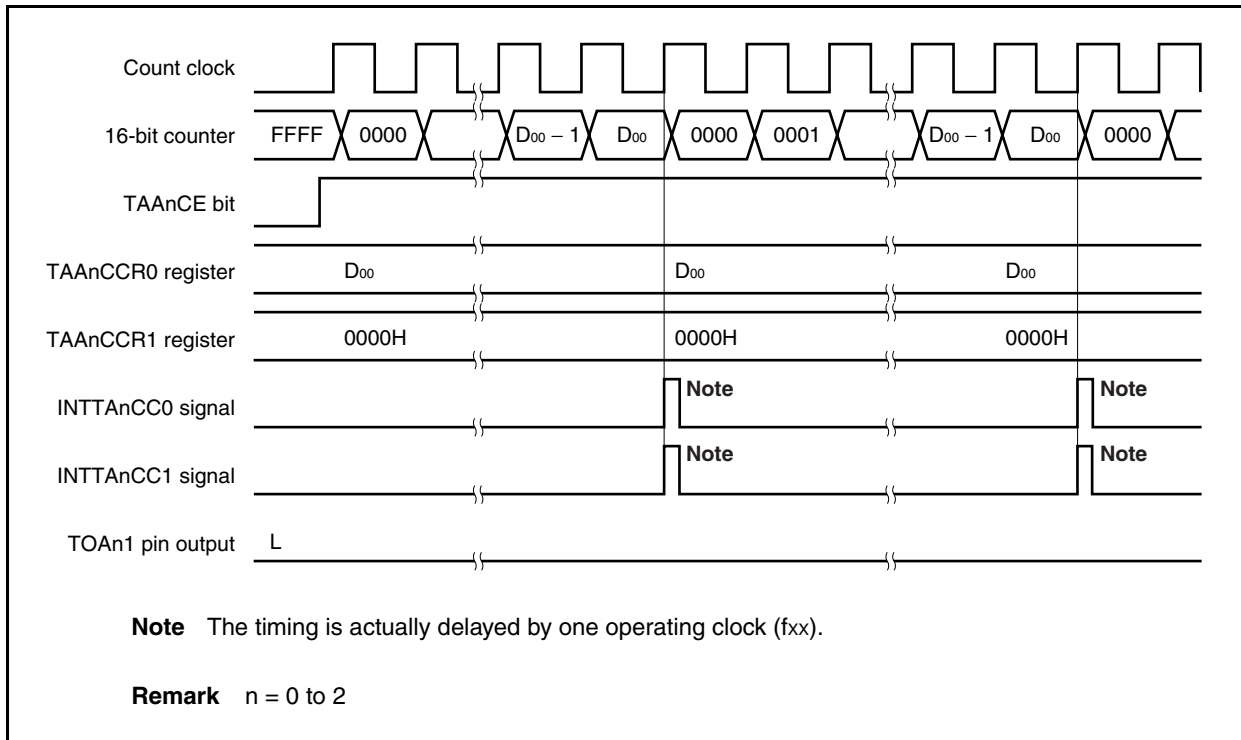 Count clock
16-bit counter FFFF 0000 D00 − 1 D00 0000 0001 D00 − 1 D00 0000
TAAnCE bit
TAAnCCR0 register D00 D00 D00
TAAnCCR1 register 0000H 0000H 0000H
INTTAnCC0 signal Note Note
INTTAnCC1 signal Note Note
TOAn1 pin output L
Note The timing is actually delayed by one operating clock (fxx).
Remark n = 0 to 2